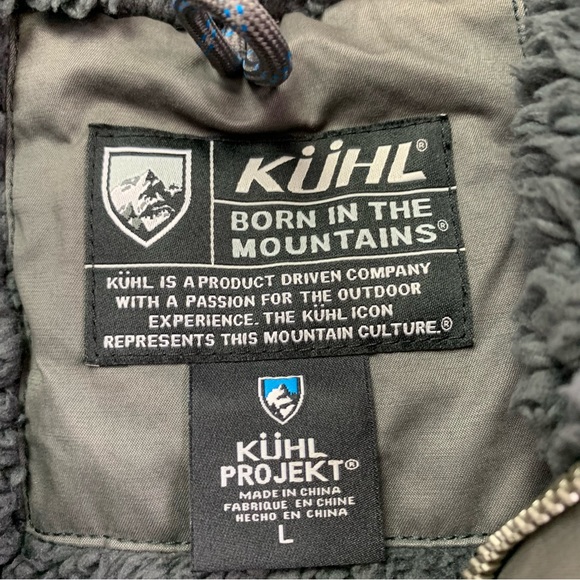 KÜHL®
BORN IN THE
MOUNTAINS®
KÜHL IS A PRODUCT DRIVEN COMPANY
WITH A PASSION FOR THE OUTDOOR
EXPERIENCE. THE KÜHL ICON
REPRESENTS THIS MOUNTAIN CULTURE.®
KÜHL
PROJEKT®
MADE IN CHINA
FABRIQUE EN CHINE
HECHO EN CHINA
L